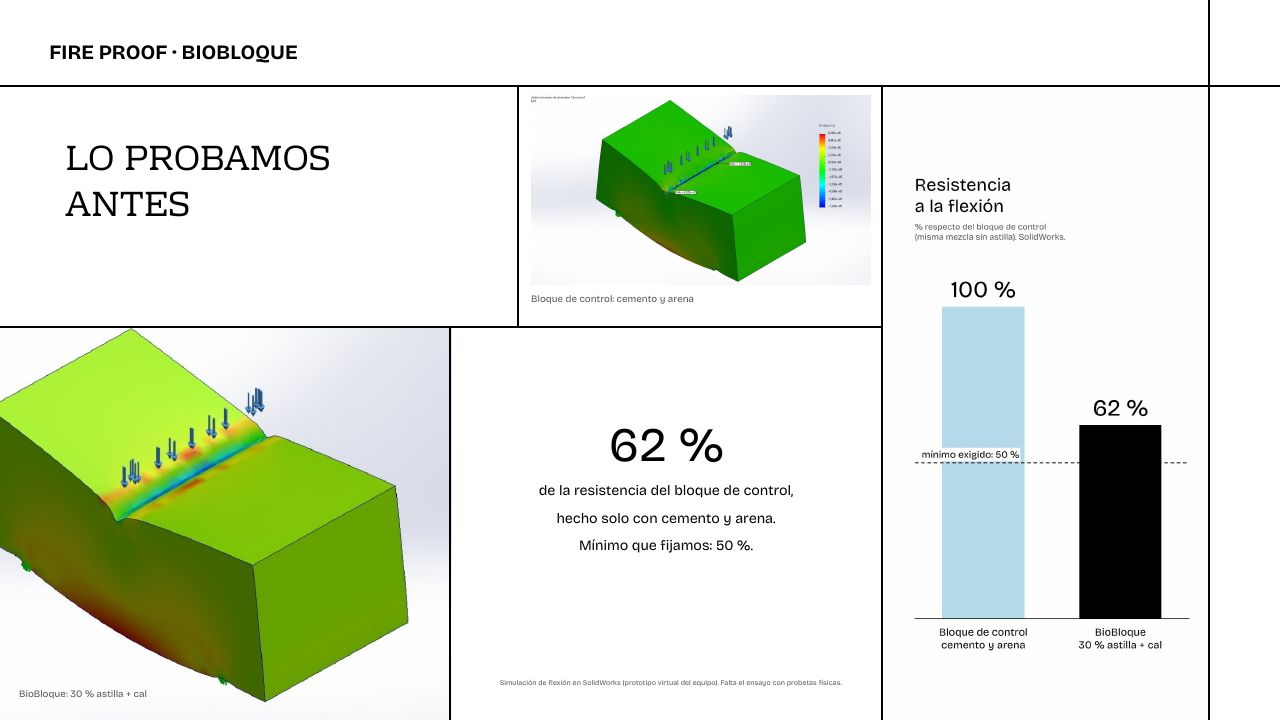 FIRE PROOF · BIOBLOQUE
LO PROBAMOS
ANTES
Bloque de control: cemento y arena
Resistencia
a la flexión
% respecto del bloque de control
(misma mezcla sin astilla). SolidWorks.
100 %
62 %
mínimo exigido: 50 %
Bloque de control
cemento y arena
BioBloque
30 % astilla + cal
62 %
de la resistencia del bloque de control,
hecho solo con cemento y arena.
Mínimo que fijamos: 50 %.
Simulación de flexión en SolidWorks (prototipo virtual del equipo). Falta el ensayo con probetas físicas.
BioBloque: 30 % astilla + cal